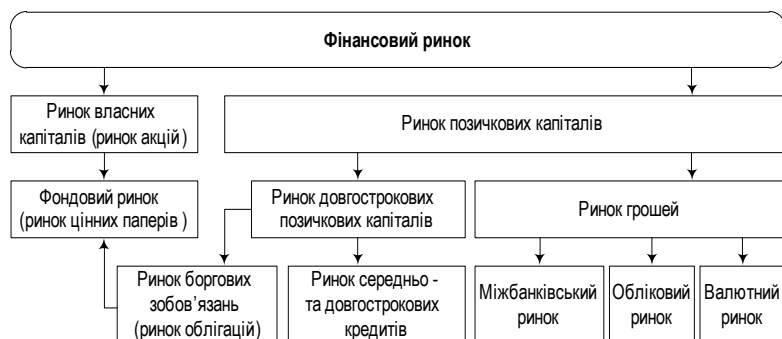 Фінансовий ринок
Ринок власних
капіталів (ринок акцій )
Ринок позичкових капіталів
Фондовий ринок
(ринок цінних паперів )
Ринок довгострокових
позичкових капіталів
Ринок грошей
Ринок боргових
зобов’язань
(ринок облігацій)
Ринок середньо -
та довгострокових
кредитів
Міжбанківський
ринок
Обліковий
ринок
Валютний
ринок